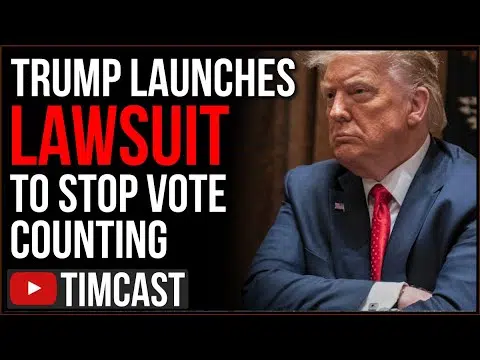 TRUMP LAUNCHES
LAWSUIT
TO STOP VOTE
COUNTING
TIMCAST